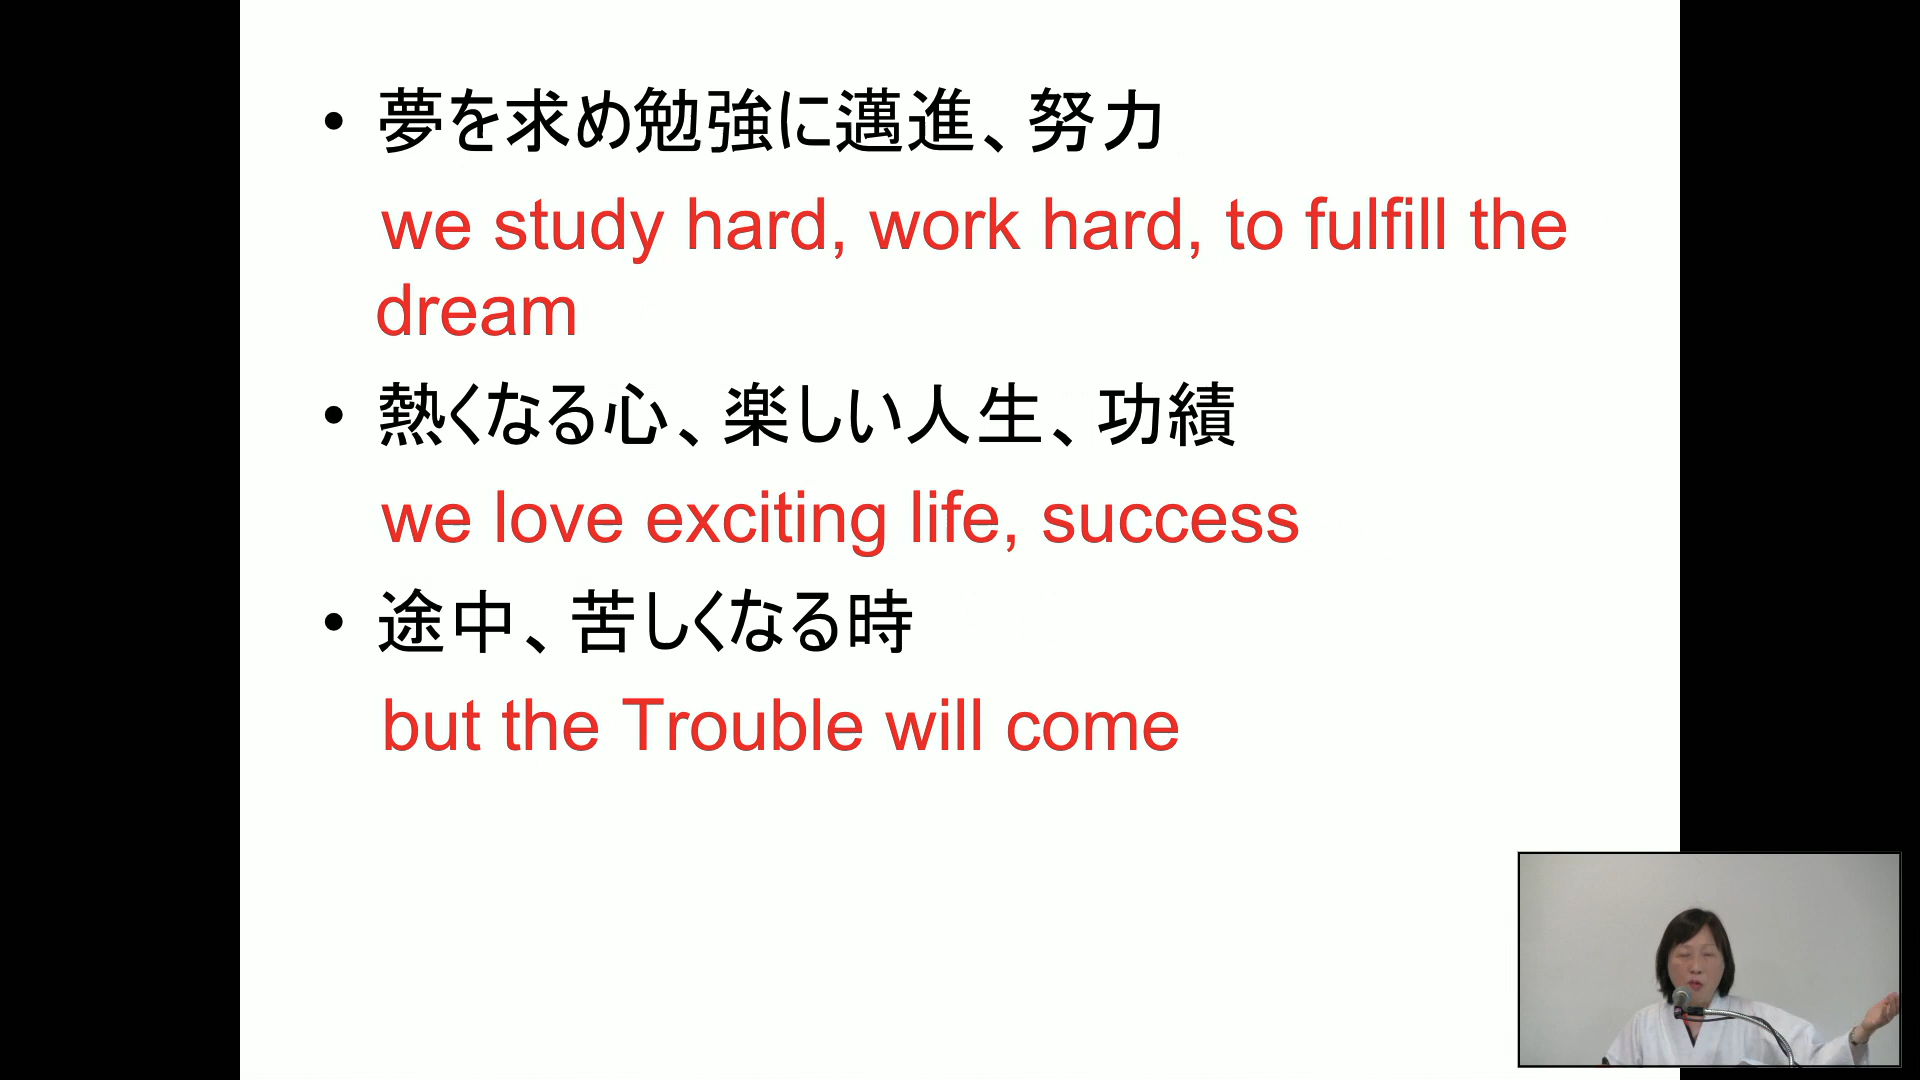 • 夢を求め勉強に邁進、努力
we study hard, work hard, to fulfill the
dream
• 熱くなる心、楽しい人生、功績
we love exciting life, success
• 途中、苦しくなる時
but the Trouble will come